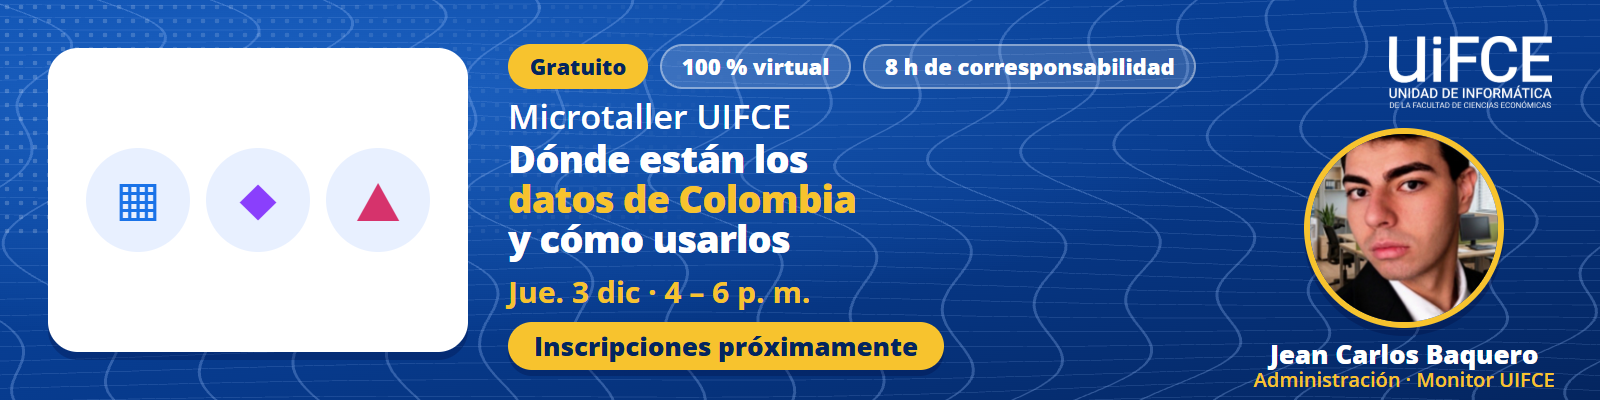 Gratuito
100 % virtual
8 h de corresponsabilidad
Microtaller UIFCE
Dónde están los
datos de Colombia
y cómo usarlos
Jue. 3 dic · 4 – 6 p. m.
Inscripciones próximamente
UiFCE
UNIDAD DE INFORMÁTICA
DE LA FACULTAD DE CIENCIAS ECONÓMICAS
Jean Carlos Baquero
Administración · Monitor UIFCE